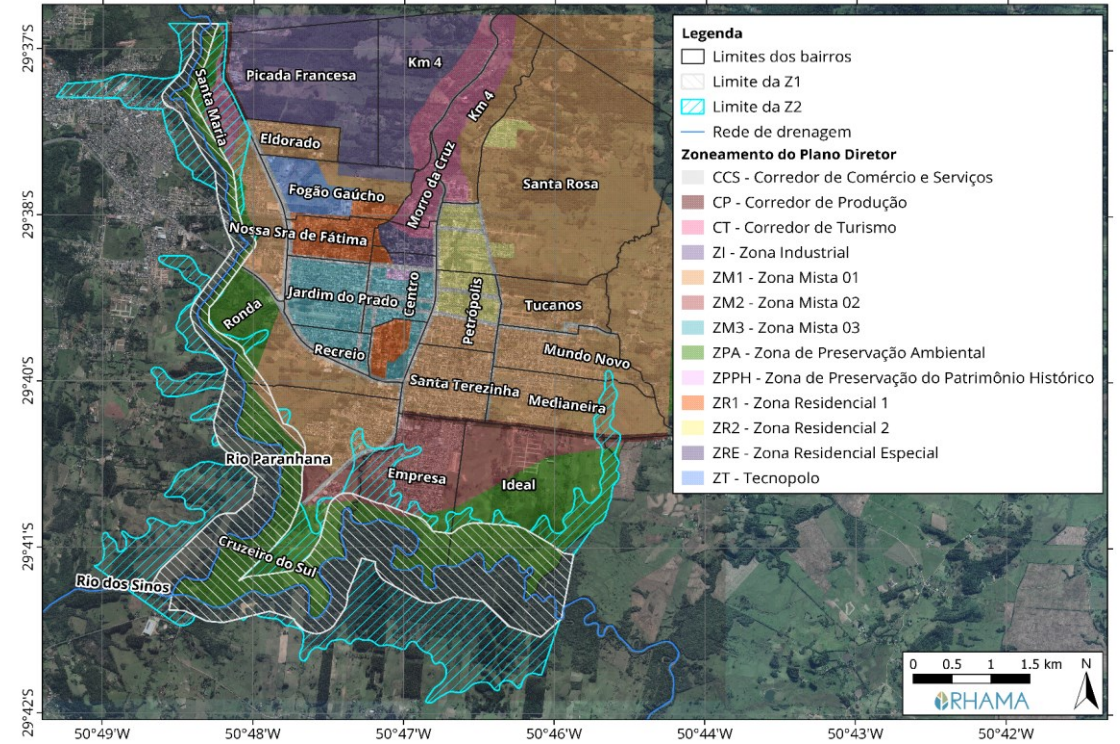 Legenda
Limites dos bairros
Limite da Z1
Limite da Z2
Rede de drenagem
Zoneamento do Plano Diretor
CCS - Corredor de Comércio e Serviços
CP - Corredor de Produção
CT - Corredor de Turismo
ZI - Zona Industrial
ZM1 - Zona Mista 01
ZM2 - Zona Mista 02
ZM3 - Zona Mista 03
ZPA - Zona de Preservação Ambiental
ZPPH - Zona de Preservação do Patrimônio Histórico
ZR1 - Zona Residencial 1
ZR2 - Zona Residencial 2
ZRE - Zona Residencial Especial
ZT - Tecnopolo
Santa Maria
Picada Francesa
Km 4
Km 4
Eldorado
Morro da Cruz
Fogão Gaúcho
Santa Rosa
Nossa Sra de Fátima
Jardim do Prado
Centro
Petrópolis
Ronda
Tucanos
Recreio
Mundo Novo
Santa Terezinha
Medianeira
Rio Paranhana
Empresa
Ideal
Cruzeiro do Sul
Rio dos Sinos
0 0.5 1 1.5 km
N
RHAMA
29°37'S
29°38'S
29°40'S
29°41'S
29°42'S
50°49'W
50°48'W
50°47'W
50°46'W
50°44'W
50°43'W
50°42'W